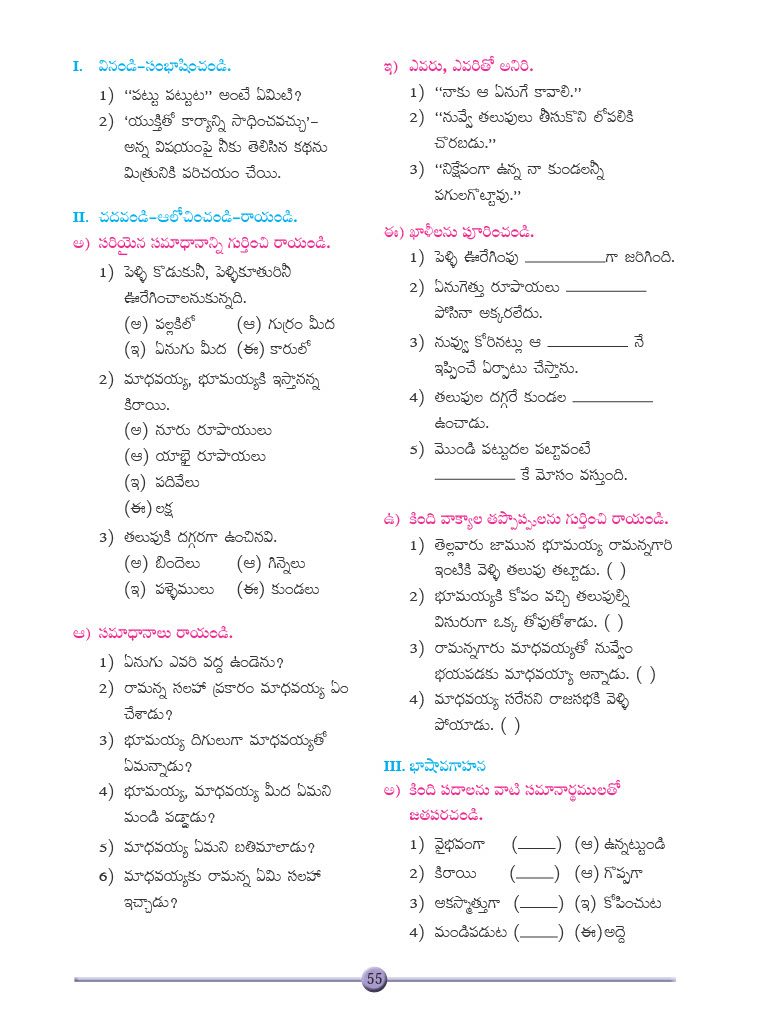 I. వినండి-సంభాషించండి.
1) "పట్టు పట్టుట" అంటే ఏమిటి?
2) 'యుక్తితో కార్యాన్ని సాధించవచ్చు'-
అన్న విషయంపై నీకు తెలిసిన కథను
మిత్రునికి పరిచయం చేయి.
II. చదవండి-ఆలోచించండి-రాయండి.
అ) సరియైన సమాధానాన్ని గుర్తించి రాయండి.
1) పెళ్ళి కొడుకునీ, పెళ్ళికూతురినీ
ఊరేగించాలనుకున్నది.
(అ) పల్లకిలో (ఆ) గుర్రం మీద
(ఇ) ఏనుగు మీద (ఈ) కారులో
2) మాధవయ్య, భూమయ్యకి ఇస్తానన్న
కిరాయి.
(అ) నూరు రూపాయులు
(ఆ) యాభై రూపాయలు
(ఇ) పదివేలు
(ఈ) లక్ష
3) తలుపుకి దగ్గరగా ఉంచినవి.
(అ) బిందెలు (ఆ) గిన్నెలు
(ఇ) పళ్ళెములు (ఈ) కుండలు
ఆ) సమాధానాలు రాయండి.
1) ఏనుగు ఎవరి వద్ద ఉండెను?
2) రామన్న సలహా ప్రకారం మాధవయ్య ఏం
చేశాడు?
3) భూమయ్య దిగులుగా మాధవయ్యతో
ఏమన్నాడు?
4) భూమయ్య, మాధవయ్య మీద ఏమని
మండి పడ్డాడు?
5) మాధవయ్య ఏమని బతిమాలాడు?
6) మాధవయ్యకు రామన్న ఏమి సలహా
ఇచ్చాడు?
ఇ) ఎవరు, ఎవరితో అనిరి.
1) "నాకు ఆ ఏనుగే కావాలి."
2) "నువ్వే తలుపులు తీసుకొని లోపలికి
చొరబడు."
3) "నిక్షేపంగా ఉన్న నా కుండలన్నీ
పగులగొట్టావు."
ఈ) ఖాళీలను పూరించండి.
1) పెళ్ళి ఊరేగింపు __________గా జరిగింది.
2) ఏనుగెత్తు రూపాయలు __________
పోసినా అక్కరలేదు.
3) నువ్వు కోరినట్లు ఆ __________ నే
ఇప్పించే ఏర్పాటు చేస్తాను.
4) తలుపుల దగ్గరే కుండల __________
ఉంచాడు.
5) మొండి పట్టుదల పట్టావంటే
__________ కే మోసం వస్తుంది.
ఉ) కింది వాక్యాల తప్పొప్పులను గుర్తించి రాయండి.
1) తెల్లవారు జామున భూమయ్య రామన్నగారి
ఇంటికి వెళ్ళి తలుపు తట్టాడు. ( )
2) భూమయ్యకి కోపం వచ్చి తలుపుల్ని
విసురుగా ఒక్క తోపుతోశాడు. ( )
3) రామన్నగారు మాధవయ్యతో నువ్వేం
భయపడకు మాధవయ్యా అన్నాడు. ( )
4) మాధవయ్య సరేనని రాజసభకి వెళ్ళి
పోయాడు. ( )
III. భాషావగాహన
అ) కింది పదాలను వాటి సమానార్థములతో
జతపరచండి.
1) వైభవంగా (_____) (ఆ) ఉన్నట్టుండి
2) కిరాయి (_____) (ఆ) గొప్పగా
3) అకస్మాత్తుగా (_____) (ఇ) కోపించుట
4) మండిపడుట (_____) (ఈ) అద్దె
55